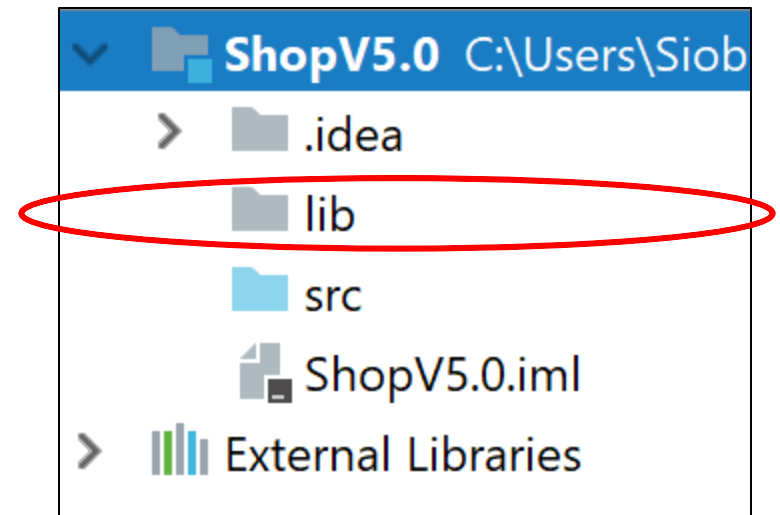 ShopV5.0 C:\Users\Siob
.idea
lib
src
ShopV5.0.iml
External Libraries